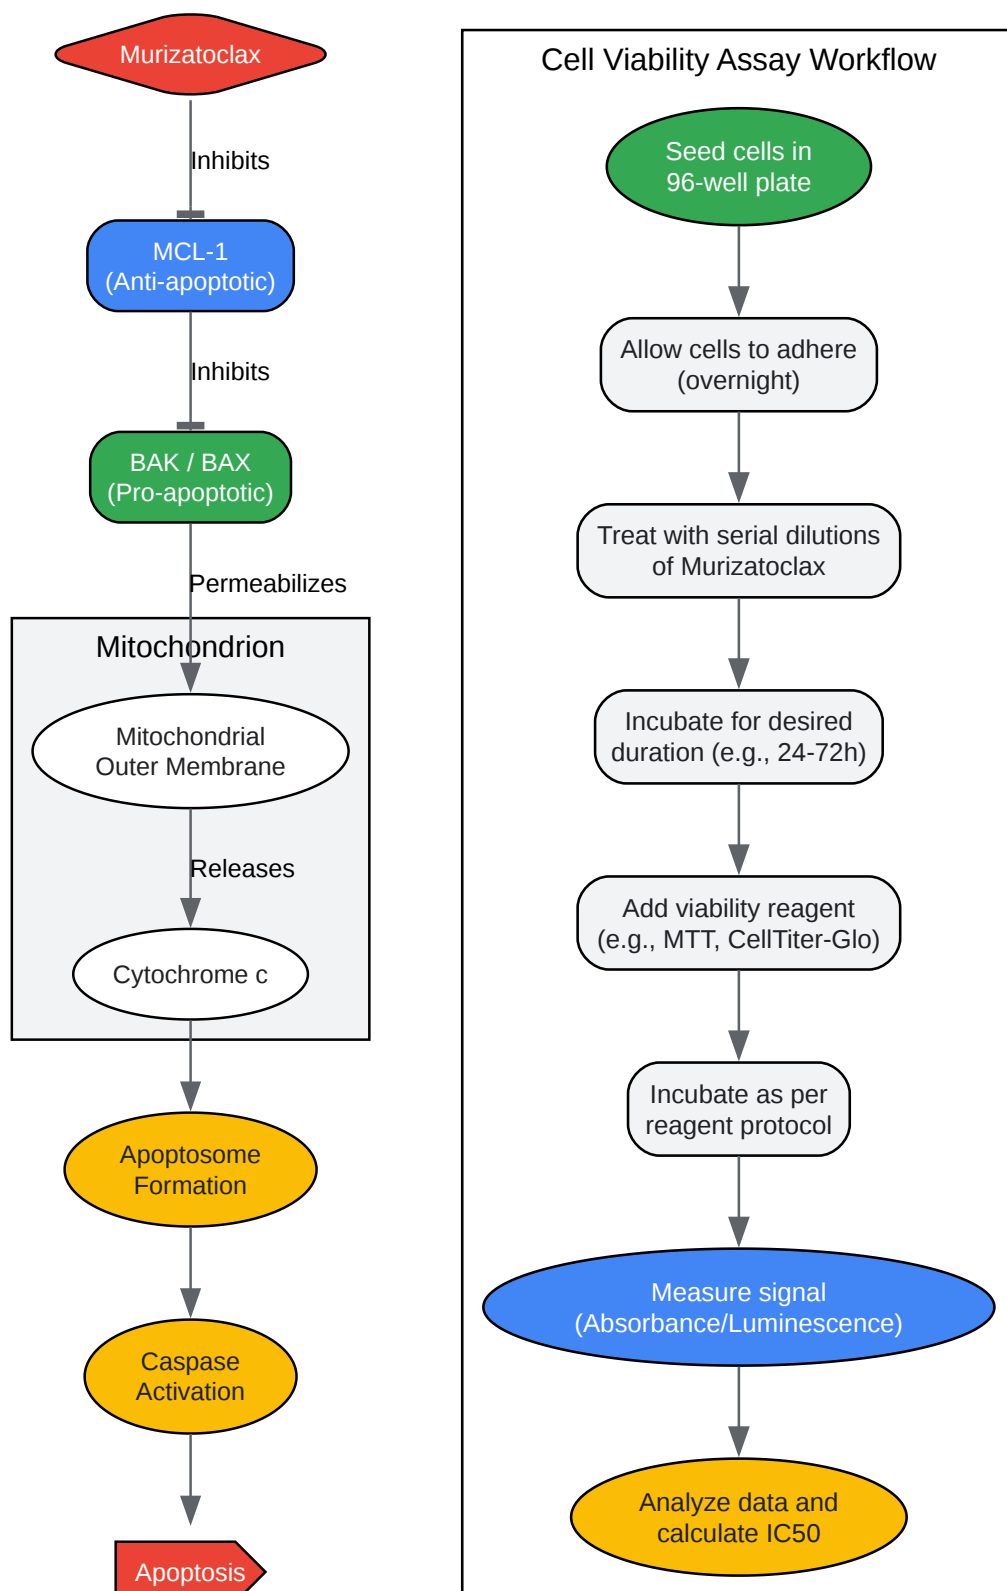 Murizatoclax
Inhibits
MCL-1
(Anti-apoptotic)
Inhibits
BAK / BAX
(Pro-apoptotic)
Permeabilizes
Mitochondrion
Mitochondrial
Outer Membrane
Releases
Cytochrome c
Apoptosome
Formation
Caspase
Activation
Apoptosis
Cell Viability Assay Workflow
Seed cells in
96-well plate
Allow cells to adhere
(overnight)
Treat with serial dilutions
of Murizatoclax
Incubate for desired
duration (e.g., 24-72h)
Add viability reagent
(e.g., MTT, CellTiter-Glo)
Incubate as per
reagent protocol
Measure signal
(Absorbance/Luminescence)
Analyze data and
calculate IC50